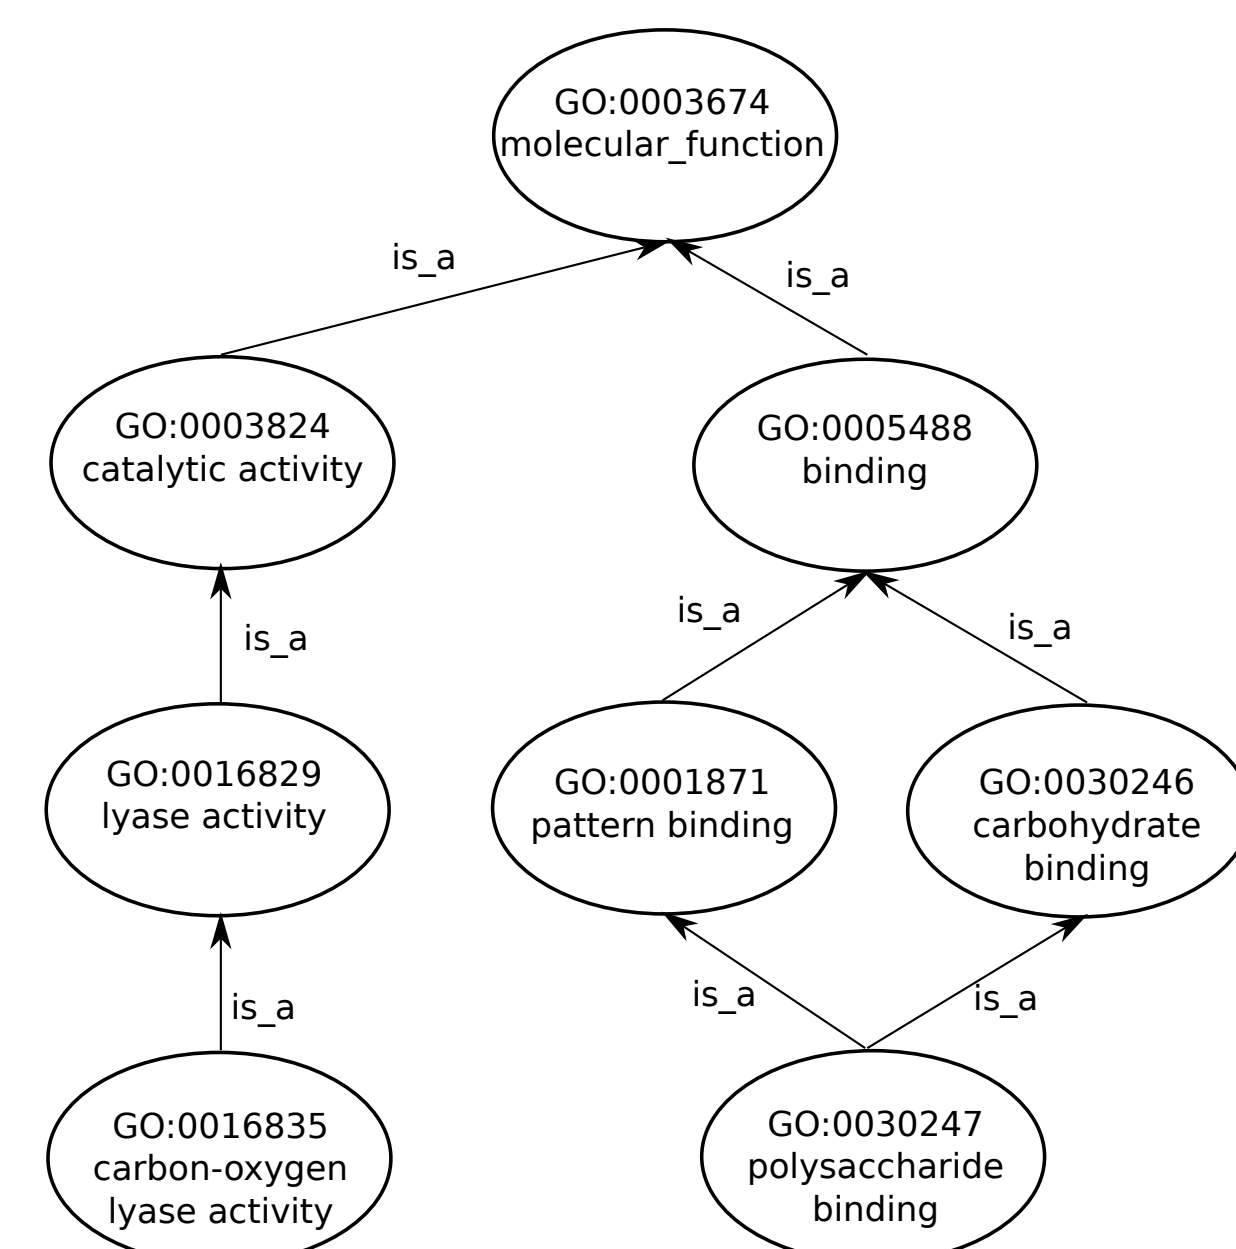 GO:0003674
molecular_function
is_a
is_a
GO:0003824
catalytic activity
GO:0005488
binding
is_a
is_a
is_a
GO:0016829
lyase activity
GO:0001871
pattern binding
GO:0030246
carbohydrate
binding
is_a
is_a
is_a
GO:0016835
carbon-oxygen
lyase activity
GO:0030247
polysaccharide
binding